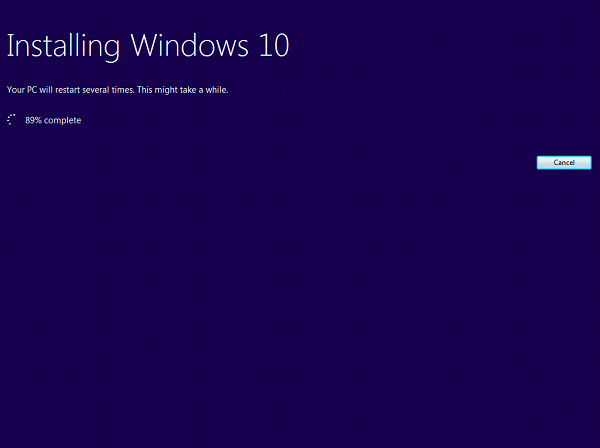 Installing Windows 10
Your PC will restart several times. This might take a while.
89% complete
Cancel